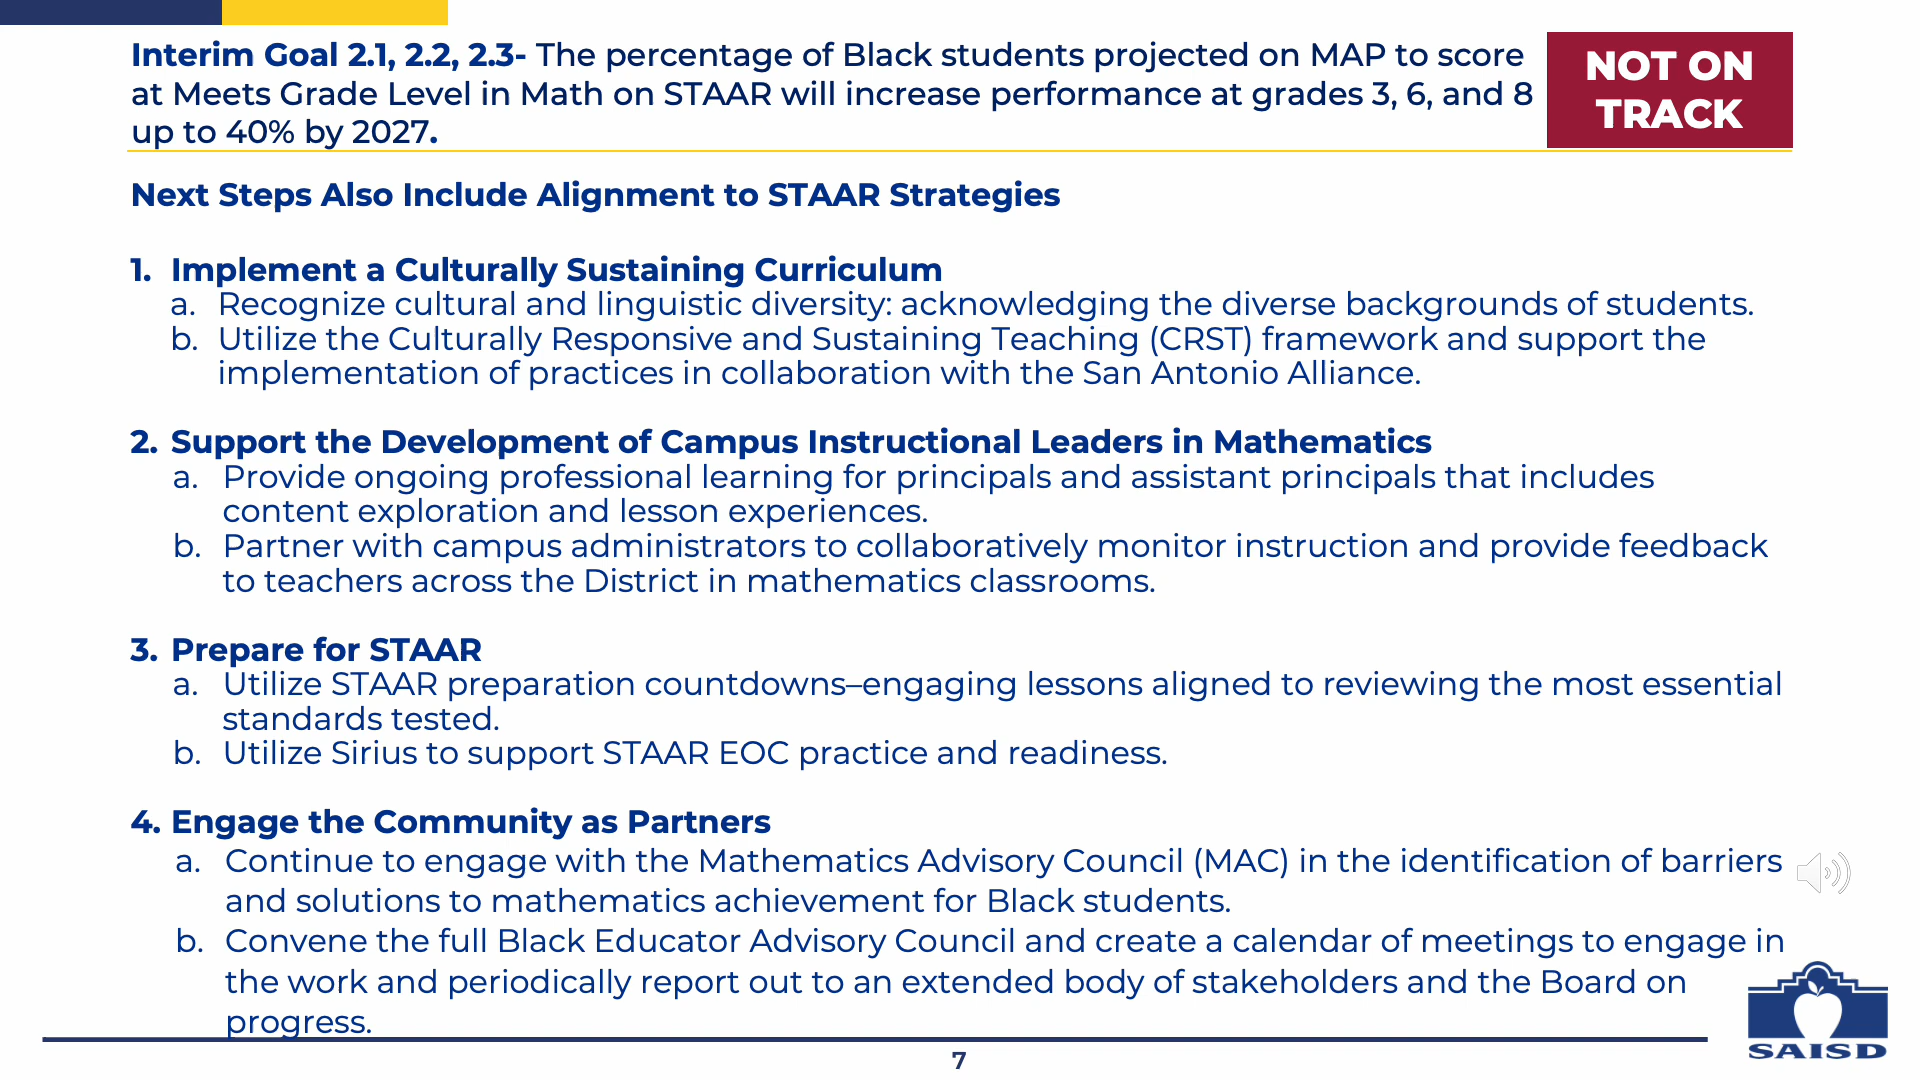 Interim Goal 2.1, 2.2, 2.3- The percentage of Black students projected on MAP to score
at Meets Grade Level in Math on STAAR will increase performance at grades 3, 6, and 8
up to 40% by 2027.
NOT ON
TRACK
Next Steps Also Include Alignment to STAAR Strategies
1. Implement a Culturally Sustaining Curriculum
a. Recognize cultural and linguistic diversity: acknowledging the diverse backgrounds of students.
b. Utilize the Culturally Responsive and Sustaining Teaching (CRST) framework and support the
implementation of practices in collaboration with the San Antonio Alliance.
2. Support the Development of Campus Instructional Leaders in Mathematics
a. Provide ongoing professional learning for principals and assistant principals that includes
content exploration and lesson experiences.
b. Partner with campus administrators to collaboratively monitor instruction and provide feedback
to teachers across the District in mathematics classrooms.
3. Prepare for STAAR
a. Utilize STAAR preparation countdowns–engaging lessons aligned to reviewing the most essential
standards tested.
b. Utilize Sirius to support STAAR EOC practice and readiness.
4. Engage the Community as Partners
a. Continue to engage with the Mathematics Advisory Council (MAC) in the identification of barriers
and solutions to mathematics achievement for Black students.
b. Convene the full Black Educator Advisory Council and create a calendar of meetings to engage in
the work and periodically report out to an extended body of stakeholders and the Board on
progress.
7
SAISD